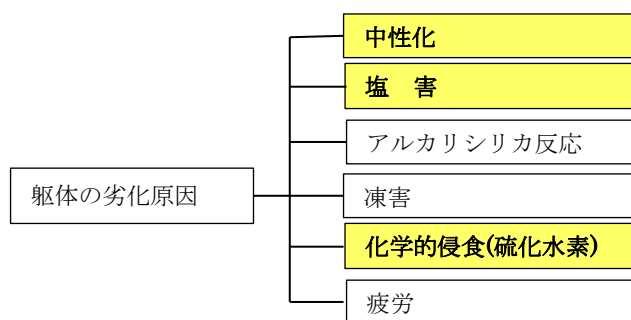 中性化
塩　害
アルカリシリカ反応
躯体の劣化原因
凍害
化学的侵食(硫化水素)
疲労